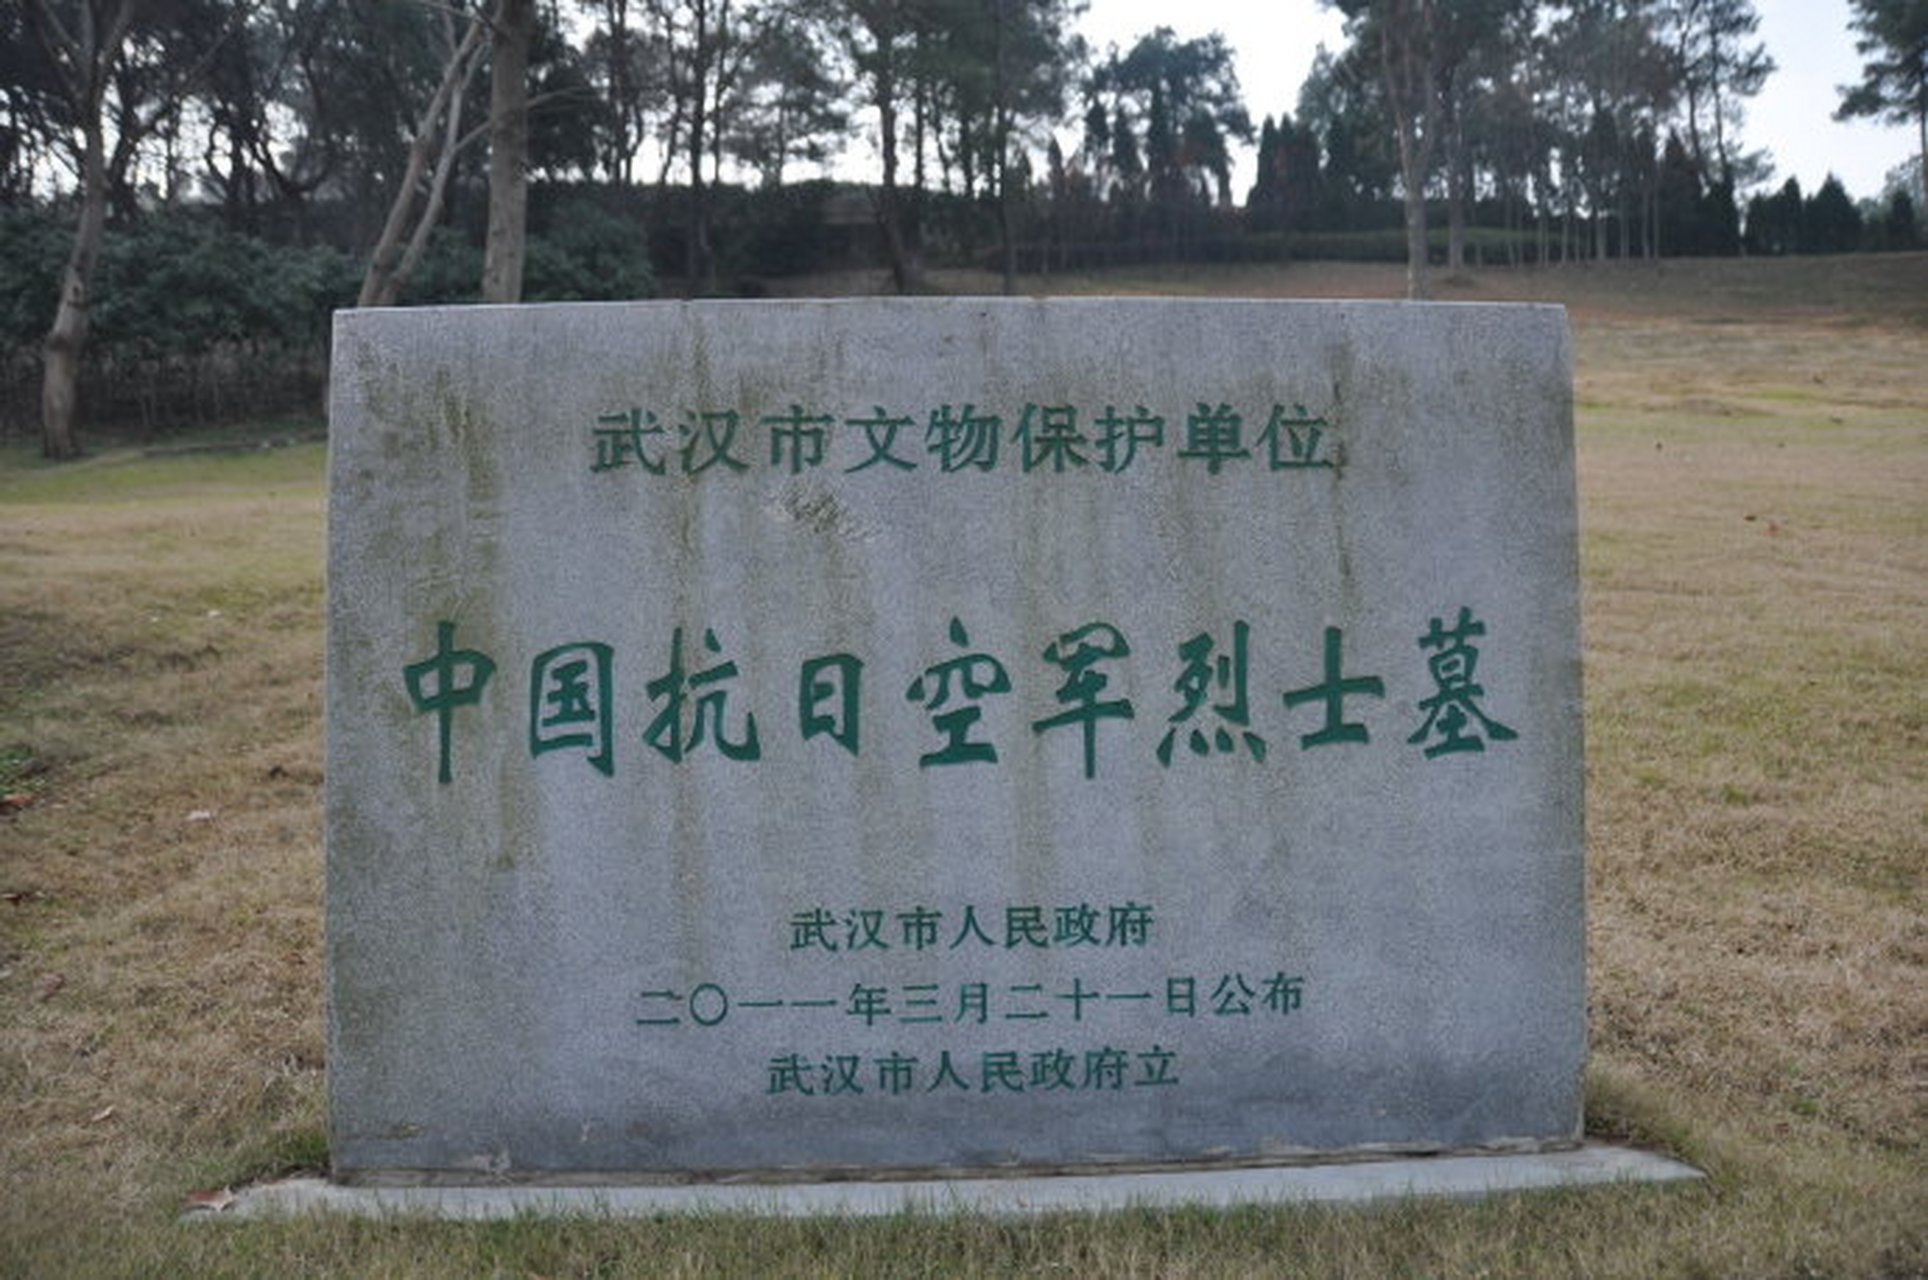 武汉市文物保护单位
中国抗日空军烈士墓
武汉市人民政府
二〇一一年三月二十一日公布
武汉市人民政府立